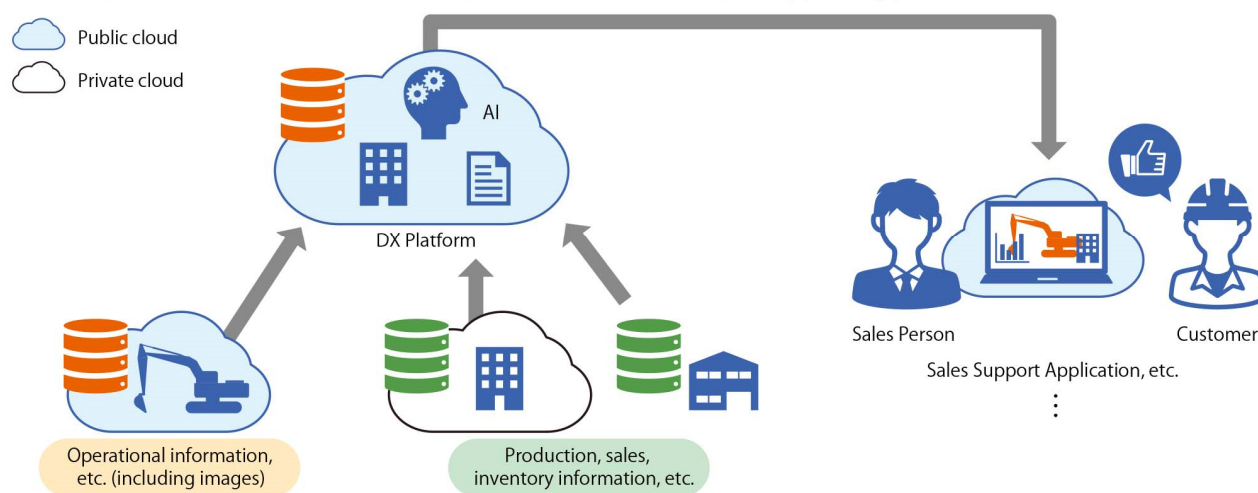 Public cloud
Private cloud
AI
DX Platform
Sales Person
Customer
Sales Support Application, etc.
Operational information,
etc. (including images)
Production, sales,
inventory information, etc.